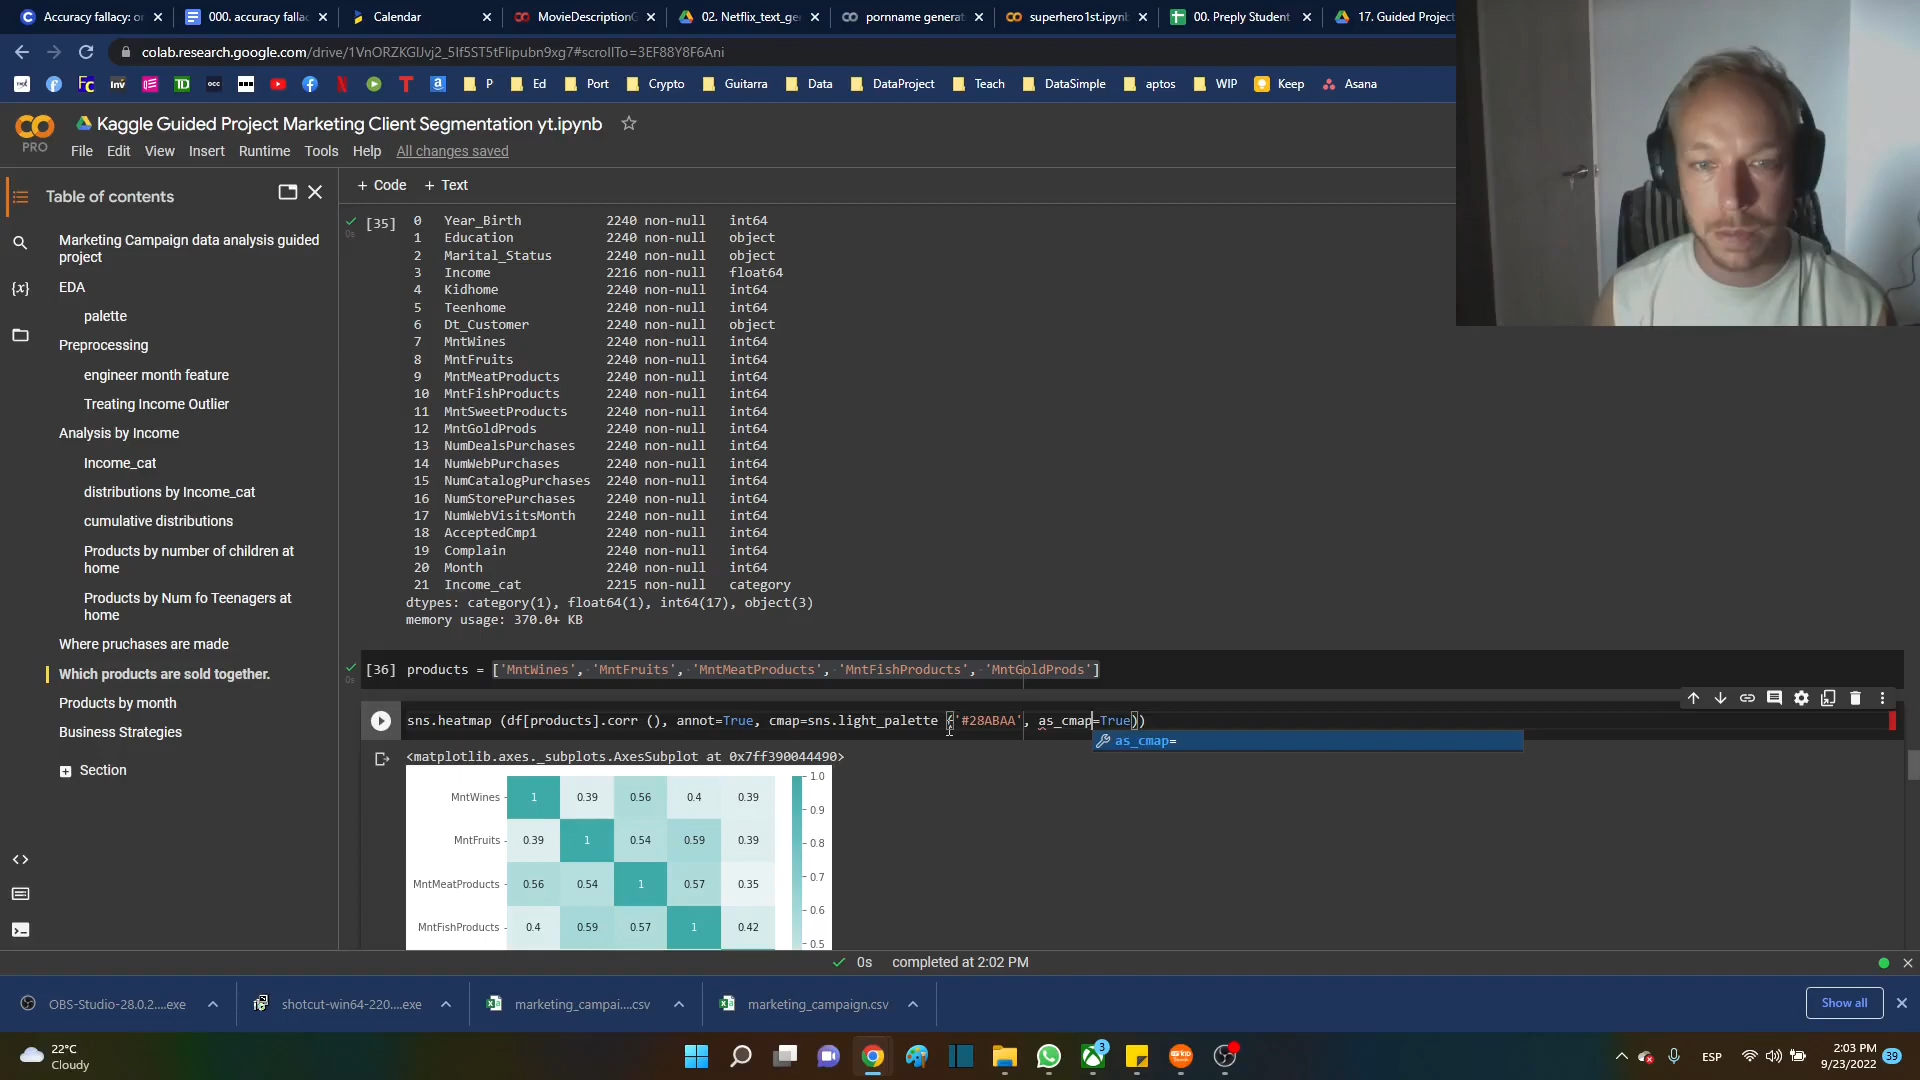 Accuracy fallacy: or
000. accuracy falla
Calendar
MovieDescriptionG
02. Netflix_text_ge
pornname generat
superhero1st.ipynb
00. Preply Student
17. Guided Project
colab.research.google.com/drive/1VnORZKGlJvj2_5lf5ST5tFlipubn9xg7#scrollTo=3EF88Y8F6Ani
P
Ed
Port
Crypto
Guitarra
Data
DataProject
Teach
DataSimple
aptos
WIP
Keep
Asana
PRO
Kaggle Guided Project Marketing Client Segmentation yt.ipynb
File Edit View Insert Runtime Tools Help All changes saved
Table of contents
Marketing Campaign data analysis guided
project
EDA
palette
Preprocessing
engineer month feature
Treating Income Outlier
Analysis by Income
Income_cat
distributions by Income_cat
cumulative distributions
Products by number of children at
home
Products by Num fo Teenagers at
home
Where pruchases are made
Which products are sold together.
Products by month
Business Strategies
Section
+ Code + Text
[35]
0 Year_Birth 2240 non-null int64
1 Education 2240 non-null object
2 Marital_Status 2240 non-null object
3 Income 2216 non-null float64
4 Kidhome 2240 non-null int64
5 Teenhome 2240 non-null int64
6 Dt_Customer 2240 non-null object
7 MntWines 2240 non-null int64
8 MntFruits 2240 non-null int64
9 MntMeatProducts 2240 non-null int64
10 MntFishProducts 2240 non-null int64
11 MntSweetProducts 2240 non-null int64
12 MntGoldProds 2240 non-null int64
13 NumDealsPurchases 2240 non-null int64
14 NumWebPurchases 2240 non-null int64
15 NumCatalogPurchases 2240 non-null int64
16 NumStorePurchases 2240 non-null int64
17 NumWebVisitsMonth 2240 non-null int64
18 AcceptedCmp1 2240 non-null int64
19 Complain 2240 non-null int64
20 Month 2240 non-null int64
21 Income_cat 2215 non-null category
dtypes: category(1), float64(1), int64(17), object(3)
memory usage: 370.0+ KB
[36] products = ['MntWines', 'MntFruits', 'MntMeatProducts', 'MntFishProducts', 'MntGoldProds']
sns.heatmap (df[products].corr (), annot=True, cmap=sns.light_palette ('#28ABAA', as_cmap=True))
as_cmap=
<matplotlib.axes._subplots.AxesSubplot at 0x7ff390044490>
MntWines 1 0.39 0.56 0.4 0.39
MntFruits 0.39 1 0.54 0.59 0.39
MntMeatProducts 0.56 0.54 1 0.57 0.35
MntFishProducts 0.4 0.59 0.57 1 0.42
1.0
0.9
0.8
0.7
0.6
0.5
0s completed at 2:02 PM
OBS-Studio-28.0.2....exe
shotcut-win64-220....exe
marketing_campai....csv
marketing_campaign.csv
Show all
22°C
Cloudy
3
ESP
2:03 PM
9/23/2022
39